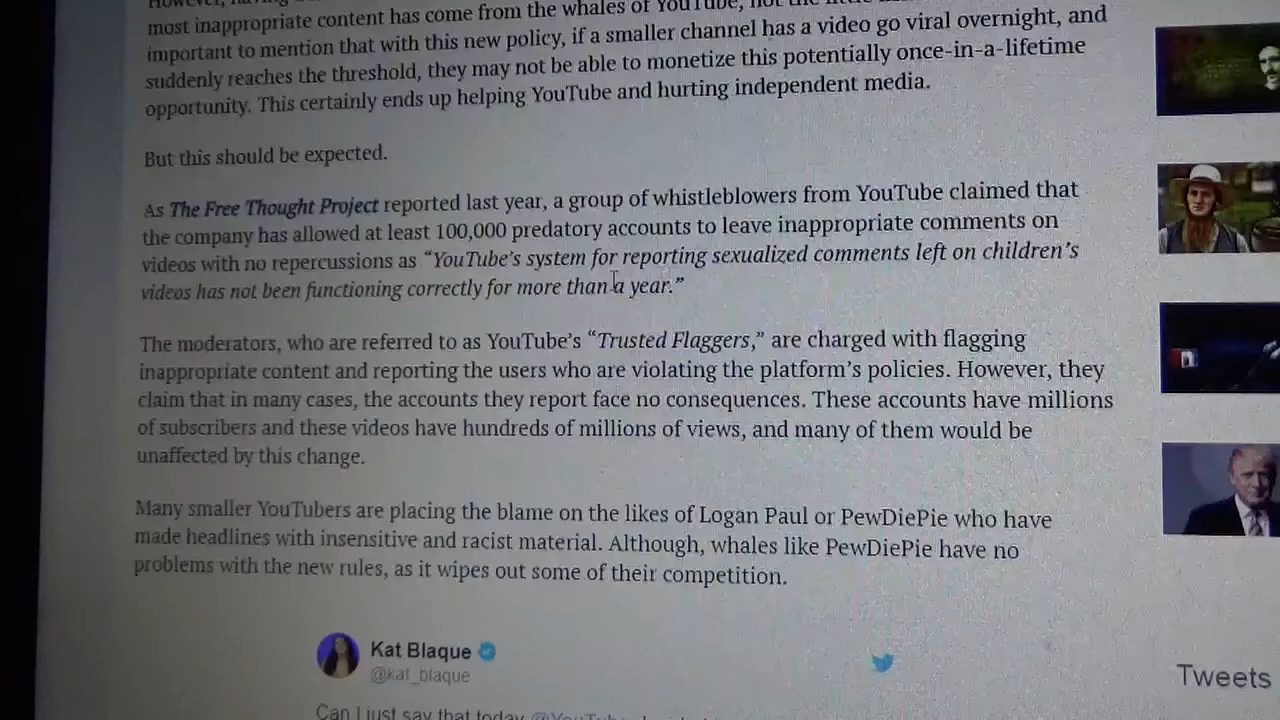 However, having
most inappropriate content has come from the whales of YouTube, not the little
important to mention that with this new policy, if a smaller channel has a video go viral overnight, and
suddenly reaches the threshold, they may not be able to monetize this potentially once-in-a-lifetime
opportunity. This certainly ends up helping YouTube and hurting independent media.
But this should be expected.
As The Free Thought Project reported last year, a group of whistleblowers from YouTube claimed that
the company has allowed at least 100,000 predatory accounts to leave inappropriate comments on
videos with no repercussions as “YouTube’s system for reporting sexualized comments left on children’s
videos has not been functioning correctly for more than a year.”
The moderators, who are referred to as YouTube’s “Trusted Flaggers,” are charged with flagging
inappropriate content and reporting the users who are violating the platform’s policies. However, they
claim that in many cases, the accounts they report face no consequences. These accounts have millions
of subscribers and these videos have hundreds of millions of views, and many of them would be
unaffected by this change.
Many smaller YouTubers are placing the blame on the likes of Logan Paul or PewDiePie who have
made headlines with insensitive and racist material. Although, whales like PewDiePie have no
problems with the new rules, as it wipes out some of their competition.
Kat Blaque
@kat_blaque
Tweets
Can I just say that today